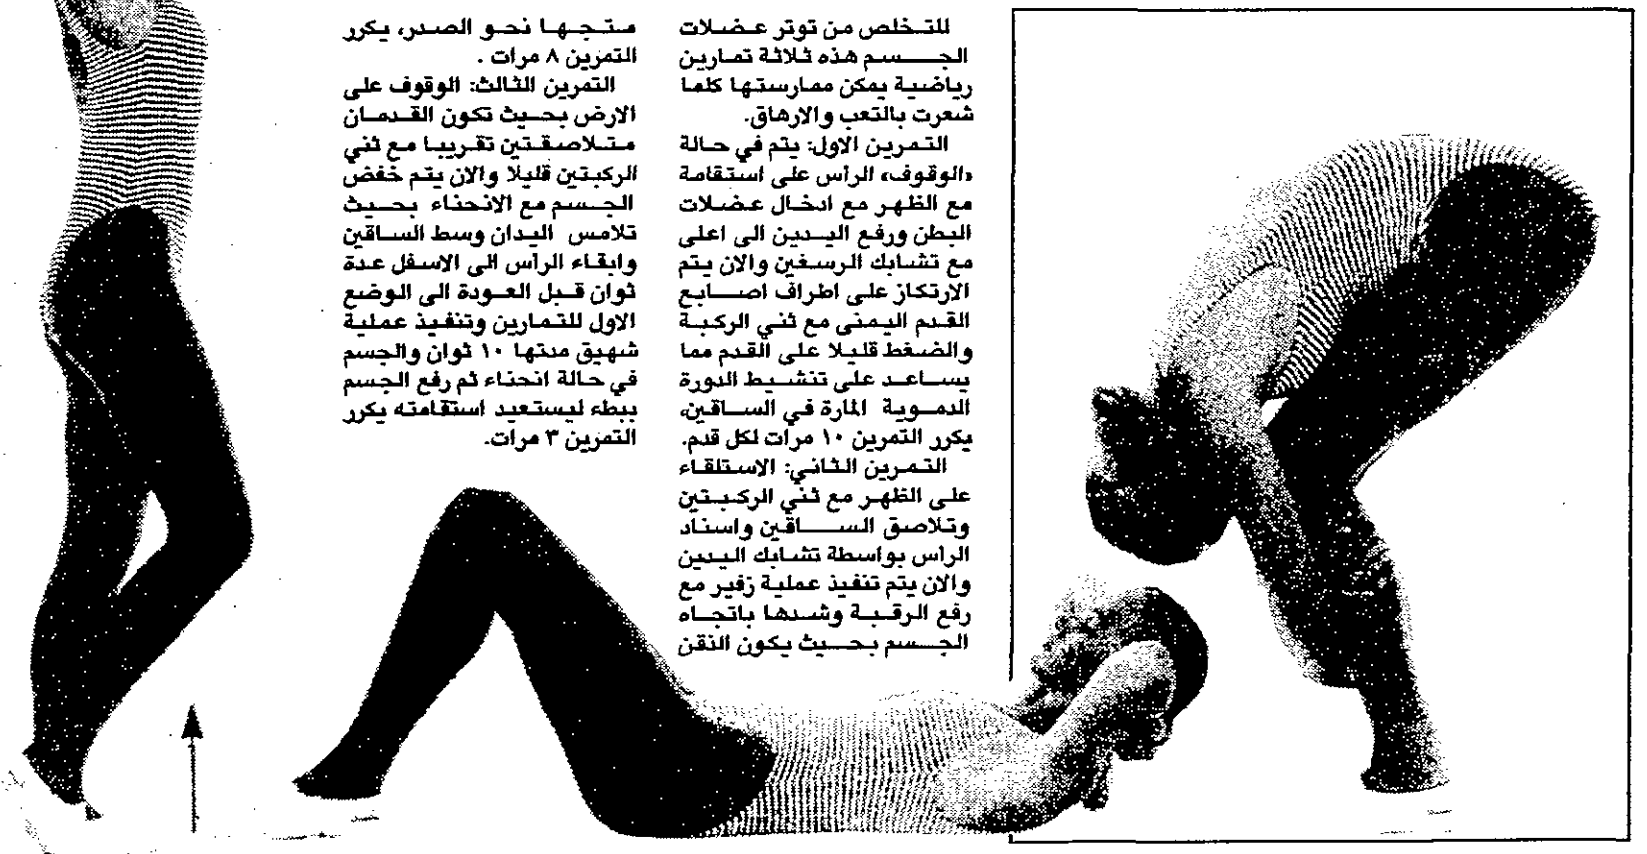 للتخلص من توتر عضلات
الجسم هذه ثلاثة تمارين
رياضية يمكن ممارستها كلما
شعرت بالتعب والارهاق.
التمرين الاول: يتم في حالة
«الوقوف» الراس على استقامة
مع الظهر مع ادخال عضلات
البطن ورفع اليدين الى اعلى
مع تشابك الرسغين والان يتم
الارتكاز على اطراف اصابع
القدم اليمنى مع ثني الركبة
والضغط قليلا على القدم مما
يساعد على تنشيط الدورة
الدموية المارة في الساقين،
يكرر التمرين ١٠ مرات لكل قدم.
التمرين الثاني: الاستلقاء
على الظهر مع ثني الركبتين
وتلاصق الساقين واسناد
الراس بواسطة تشابك اليدين
والان يتم تنفيذ عملية زفير مع
رفع الرقبة وشدها باتجاه
الجسم بحيث يكون الذقن
متجها نحو الصدر، يكرر
التمرين ٨ مرات .
التمرين الثالث: الوقوف على
الارض بحيث تكون القدمان
متلاصقتين تقريبا مع ثني
الركبتين قليلا والان يتم خفض
الجسم مع الانحناء بحيث
تلامس اليدان وسط الساقين
وابقاء الراس الى الاسفل عدة
ثوان قبل العودة الى الوضع
الاول للتمارين وتنفيذ عملية
شهيق مدتها ١٠ ثوان والجسم
في حالة انحناء ثم رفع الجسم
ببطء ليستعيد استقامته يكرر
التمرين ٣ مرات.